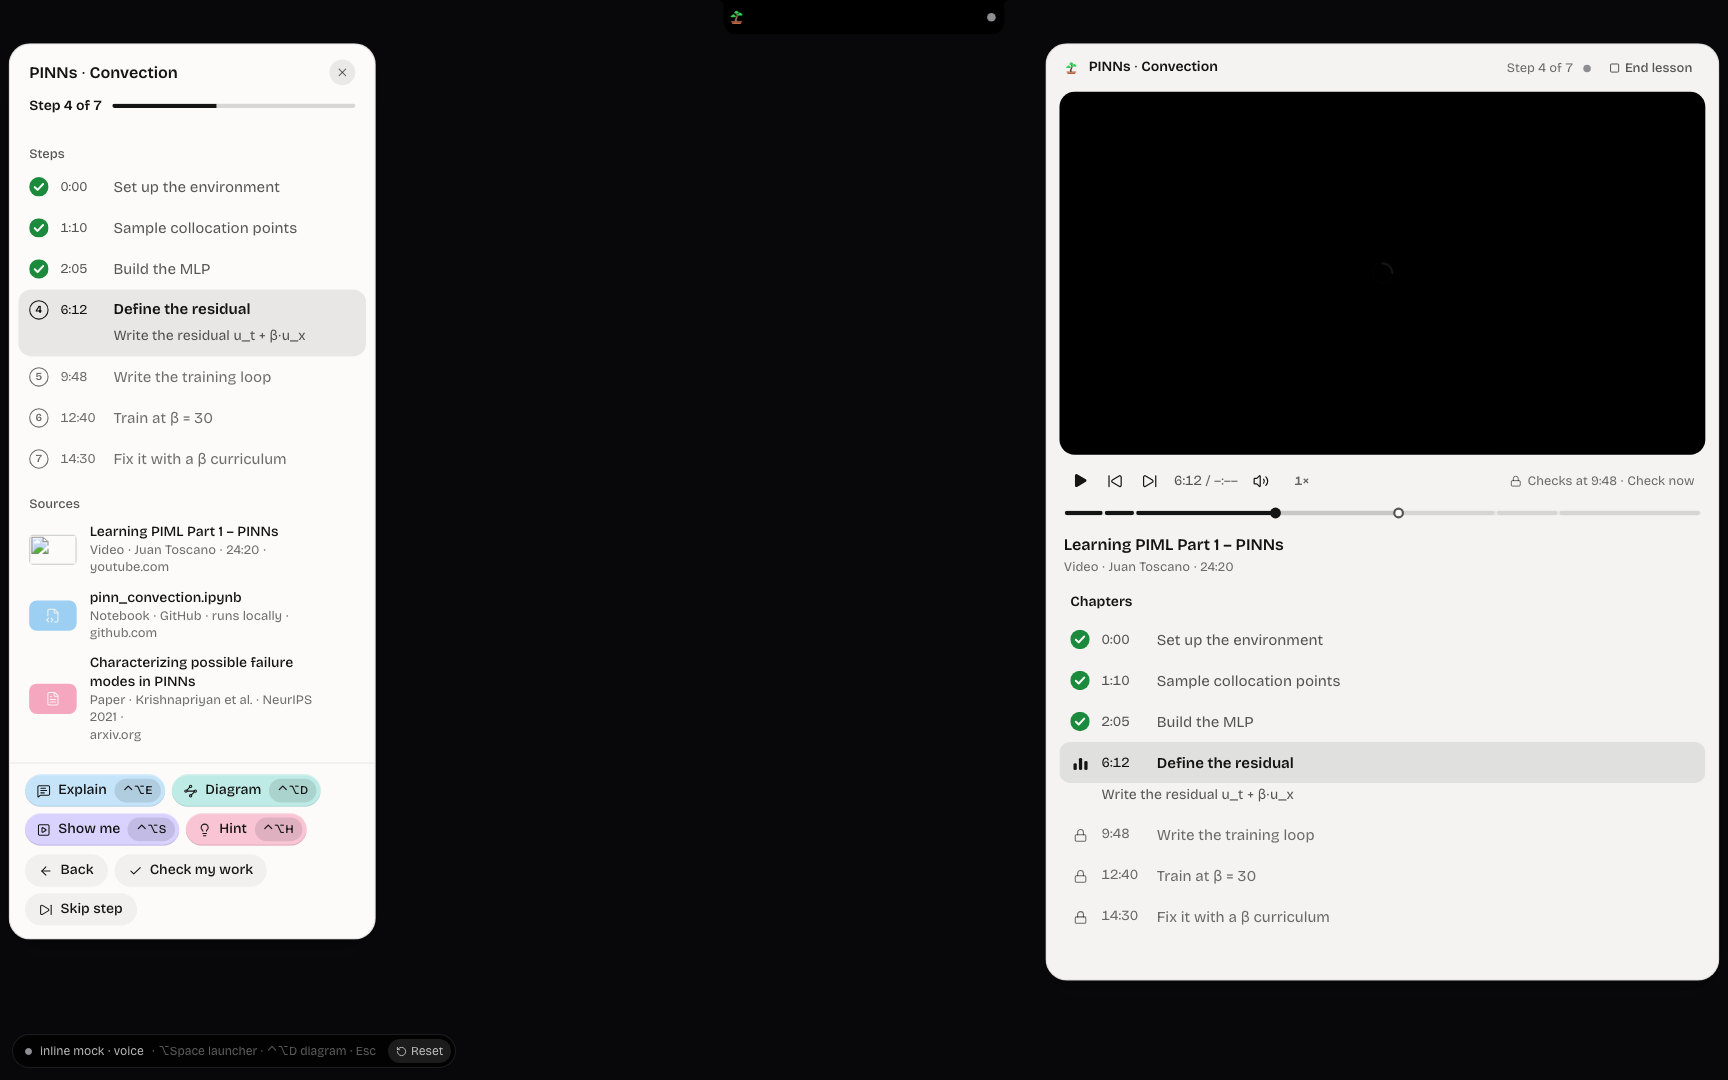 PINNs · Convection
Step 4 of 7
Steps
0:00 Set up the environment
1:10 Sample collocation points
2:05 Build the MLP
4 6:12 Define the residual
Write the residual u_t + β·u_x
5 9:48 Write the training loop
6 12:40 Train at β = 30
7 14:30 Fix it with a β curriculum
Sources
Learning PIML Part 1 – PINNs
Video · Juan Toscano · 24:20 ·
youtube.com
pinn_convection.ipynb
Notebook · GitHub · runs locally ·
github.com
Characterizing possible failure
modes in PINNs
Paper · Krishnapriyan et al. · NeurIPS
2021 ·
arxiv.org
Explain ⌃⌥E Diagram ⌃⌥D
Show me ⌃⌥S Hint ⌃⌥H
Back Check my work
Skip step
PINNs · Convection Step 4 of 7 End lesson
6:12 / –:–– 1× Checks at 9:48 · Check now
Learning PIML Part 1 – PINNs
Video · Juan Toscano · 24:20
Chapters
0:00 Set up the environment
1:10 Sample collocation points
2:05 Build the MLP
6:12 Define the residual
Write the residual u_t + β·u_x
9:48 Write the training loop
12:40 Train at β = 30
14:30 Fix it with a β curriculum
inline mock · voice · ⌥Space launcher · ⌃⌥D diagram · Esc Reset